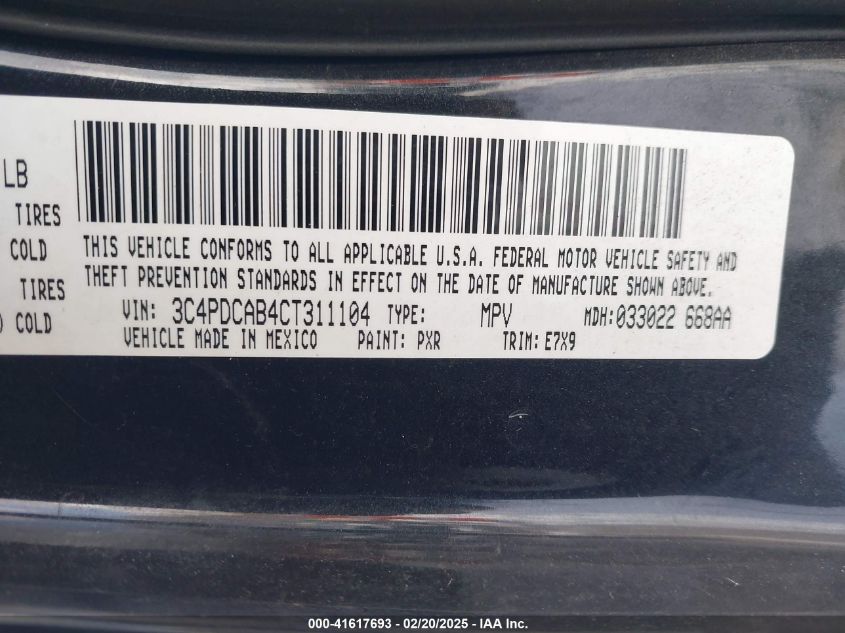 LB
TIRES
COLD
TIRES
) COLD
THIS VEHICLE CONFORMS TO ALL APPLICABLE U.S.A. FEDERAL MOTOR VEHICLE SAFETY AND
THEFT PREVENTION STANDARDS IN EFFECT ON THE DATE OF MANUFACTURE SHOWN ABOVE.
VIN: 3C4PDCAB4CT311104 TYPE: MPV MDH:033022 668AA
VEHICLE MADE IN MEXICO PAINT: PXR TRIM: E7X9
000-41617693 - 02/20/2025 - IAA Inc.